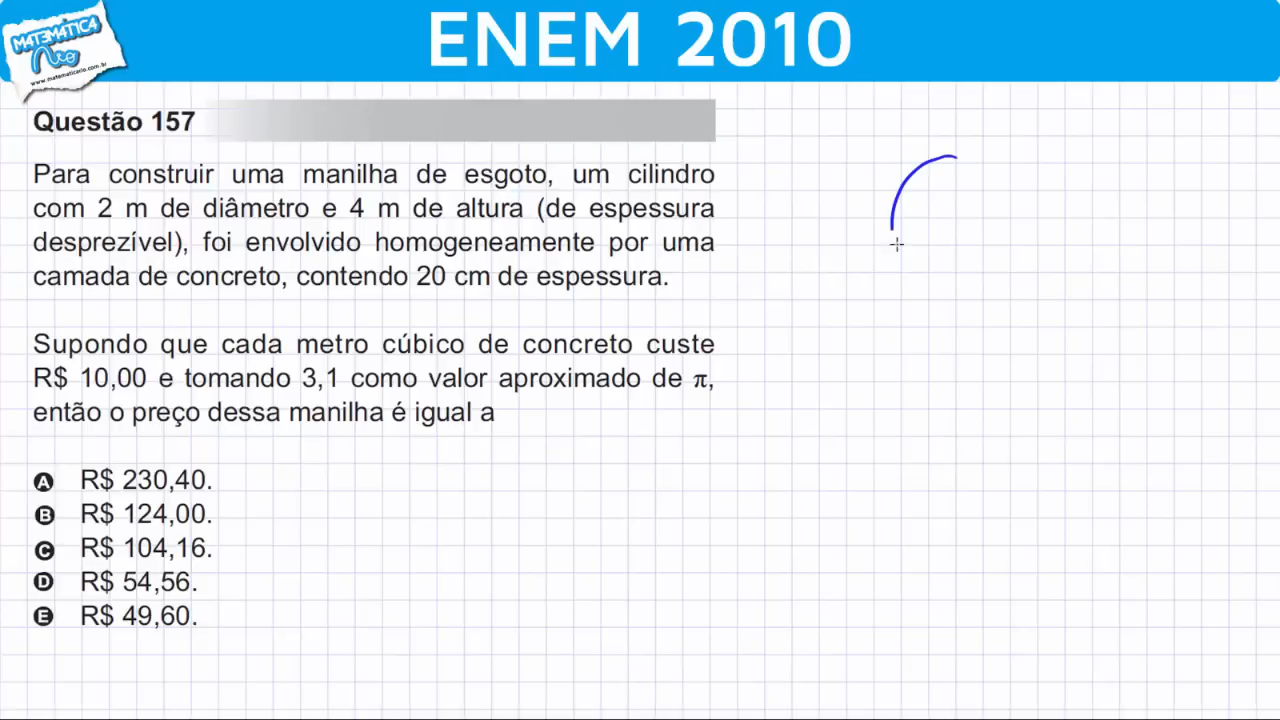 ENEM 2010
MATEMÁTICA
Rio
www.matematicario.com.br
Questão 157
Para construir uma manilha de esgoto, um cilindro
com 2 m de diâmetro e 4 m de altura (de espessura
desprezível), foi envolvido homogeneamente por uma
camada de concreto, contendo 20 cm de espessura.
Supondo que cada metro cúbico de concreto custe
R$ 10,00 e tomando 3,1 como valor aproximado de π,
então o preço dessa manilha é igual a
A R$ 230,40.
B R$ 124,00.
C R$ 104,16.
D R$ 54,56.
E R$ 49,60.